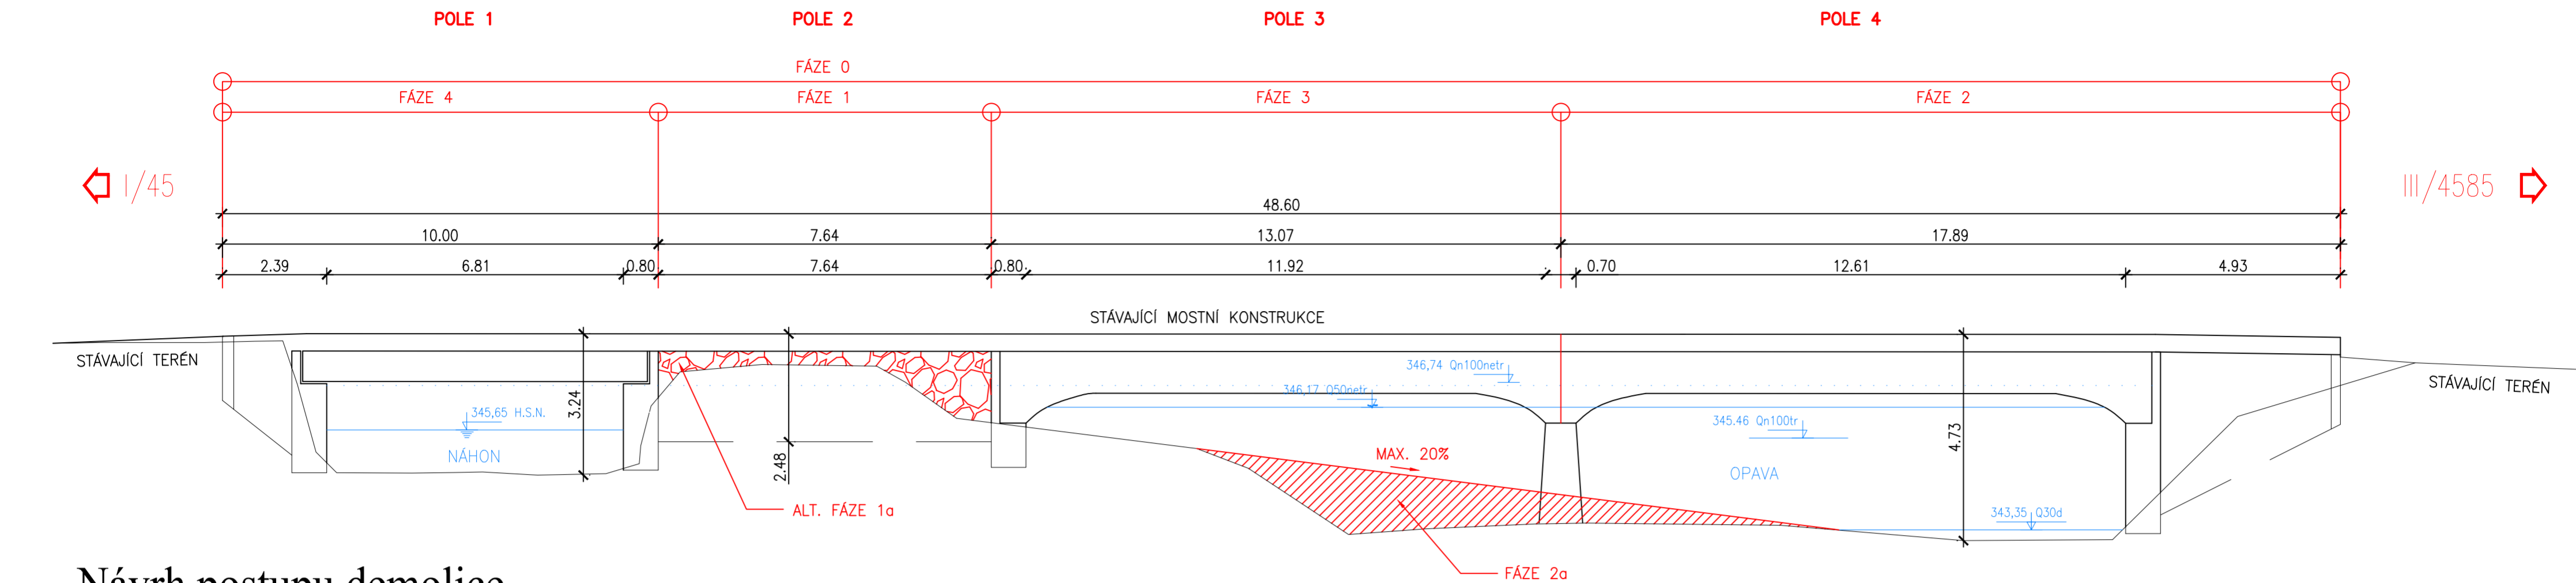 POLE 1 POLE 2 POLE 3 POLE 4
FÁZE 0
FÁZE 4 FÁZE 1 FÁZE 3 FÁZE 2
I/45 III/4585
48.60
10.00 7.64 13.07 17.89
2.39 6.81 0.80 7.64 0.80 11.92 0.70 12.61 4.93
STÁVAJÍCÍ MOSTNÍ KONSTRUKCE
STÁVAJÍCÍ TERÉN
346,74 Qn100netr
STÁVAJÍCÍ TERÉN
346,17 Q50netr
3.24
345,65 H.S.N.
345.46 Qn100tr
4.73
NÁHON
MAX. 20%
2.48
OPAVA
ALT. FÁZE 1a
343,35 Q30d
FÁZE 2a
Návrh postupu demolice